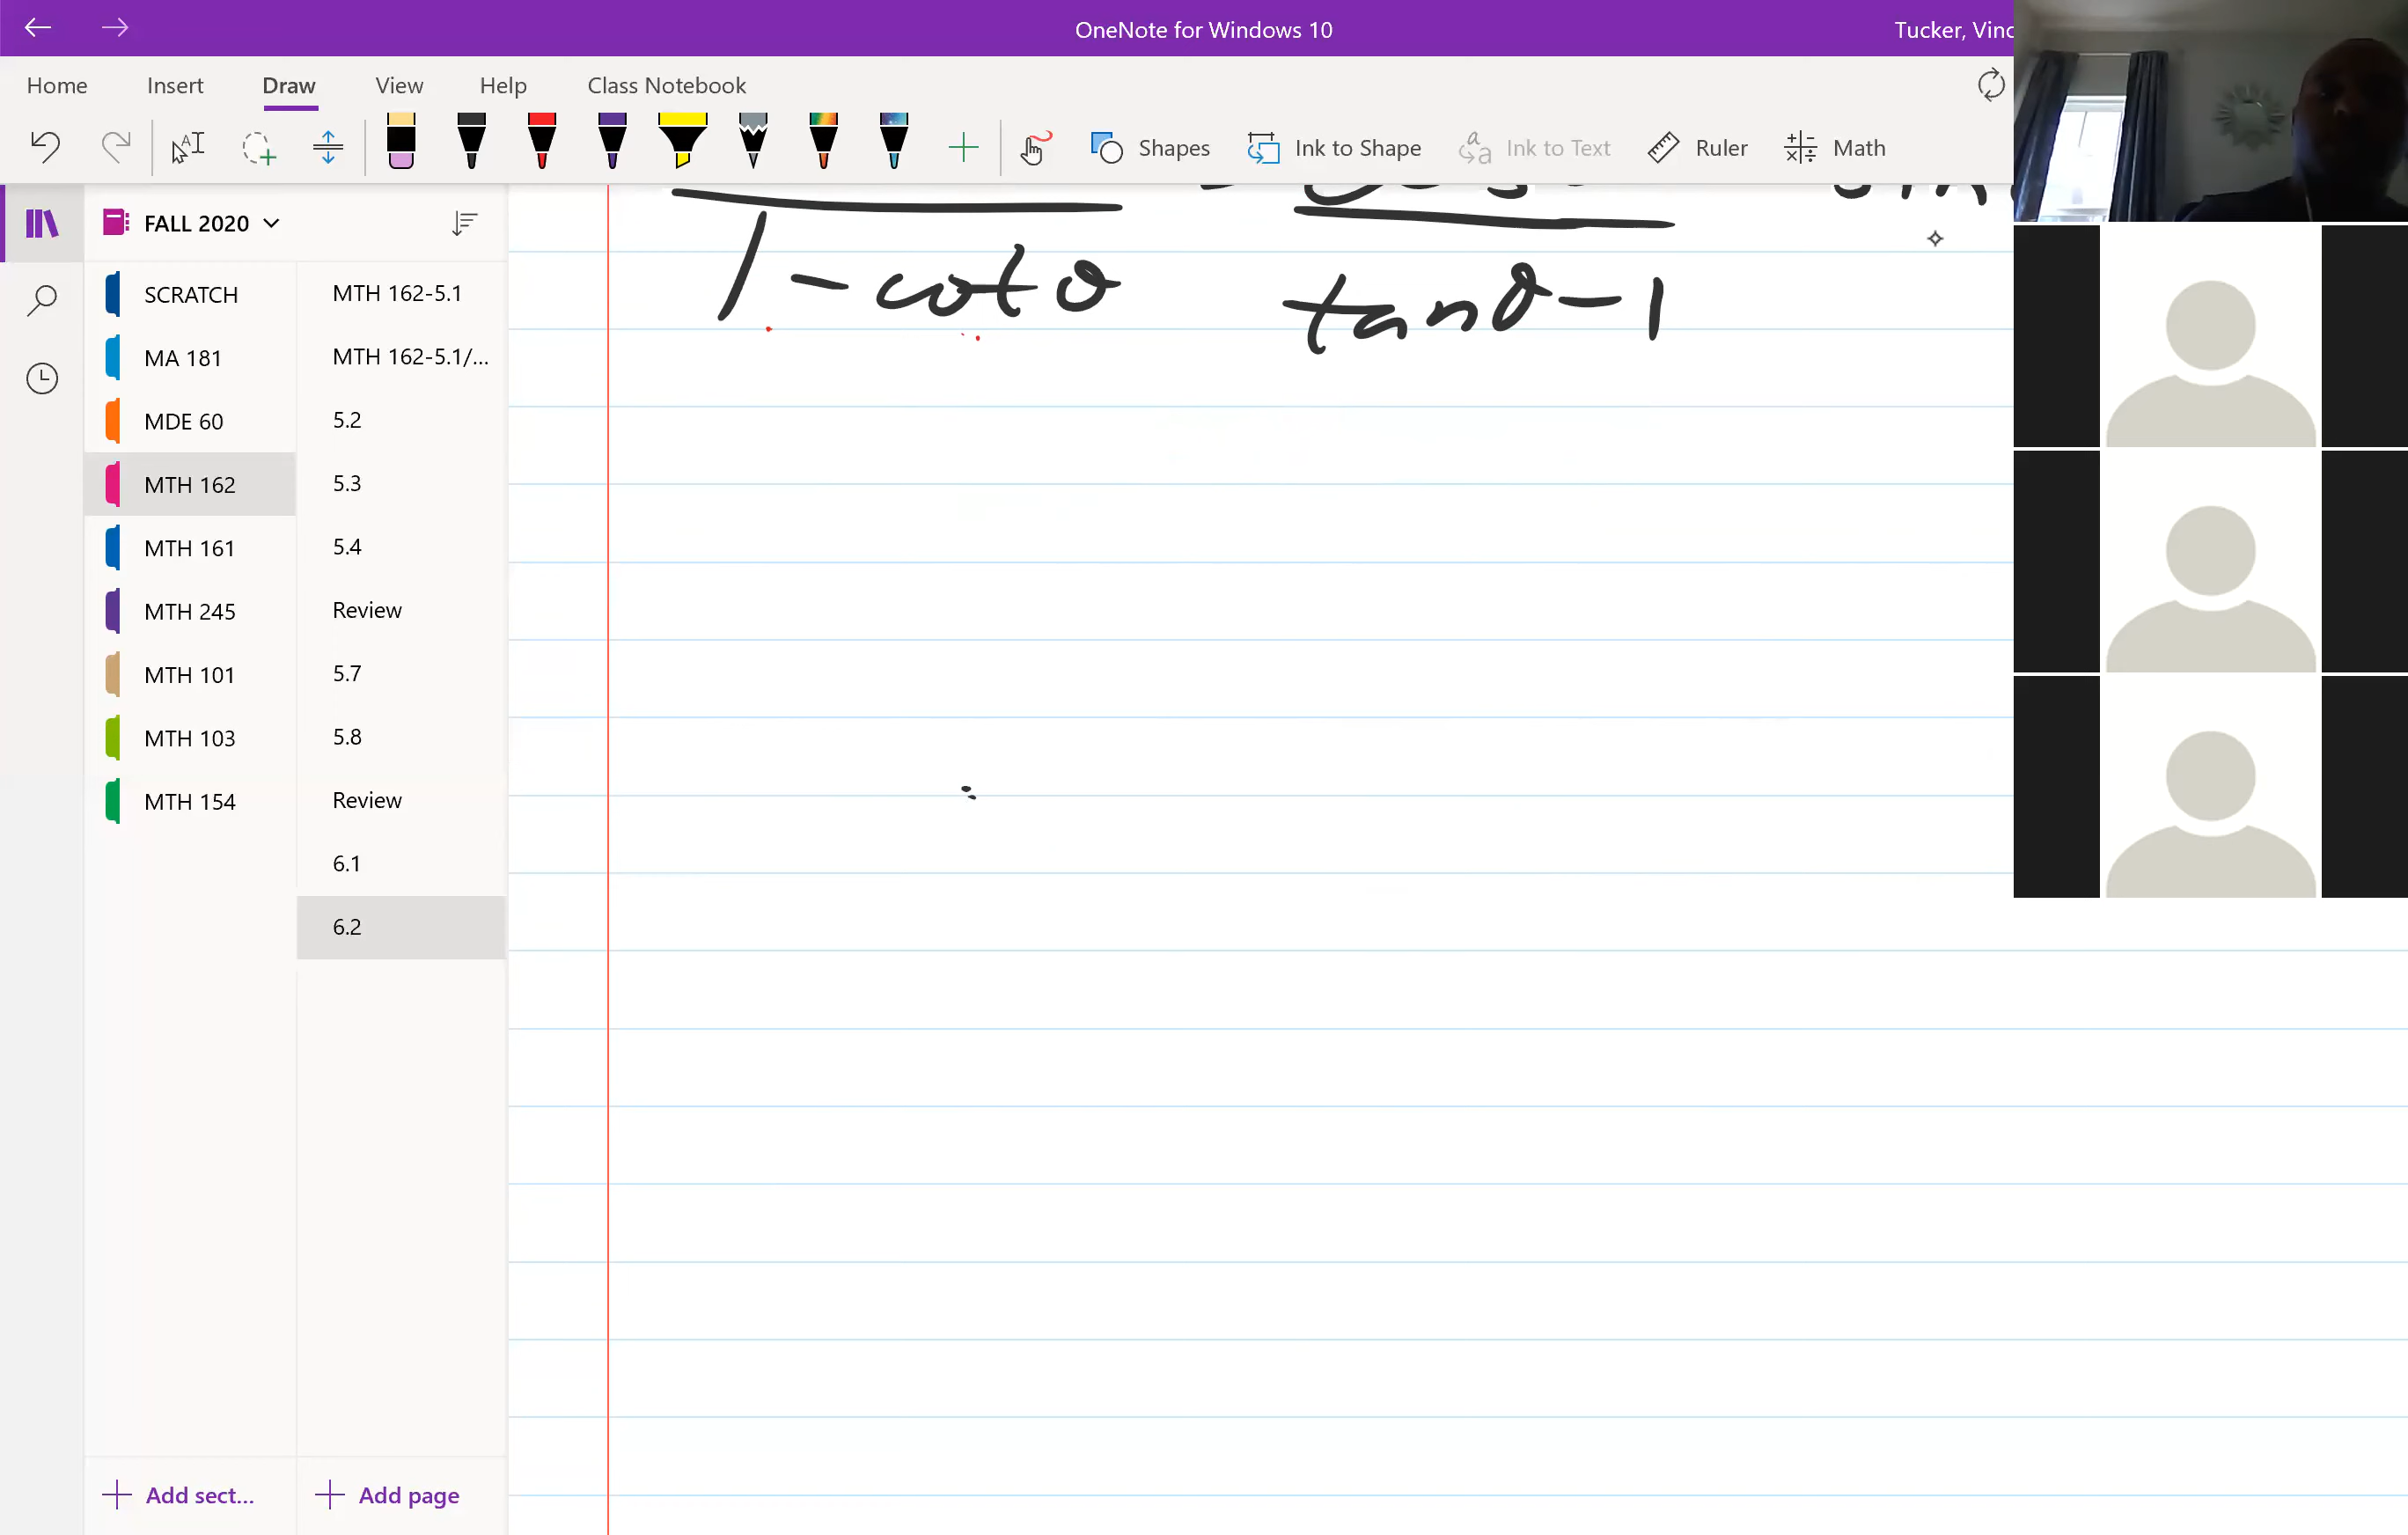 OneNote for Windows 10
Tucker, Vinc
Home Insert Draw View Help Class Notebook
Shapes Ink to Shape Ink to Text Ruler Math
FALL 2020
SCRATCH
MA 181
MDE 60
MTH 162
MTH 161
MTH 245
MTH 101
MTH 103
MTH 154
MTH 162-5.1
MTH 162-5.1/...
5.2
5.3
5.4
Review
5.7
5.8
Review
6.1
6.2
Add sect...
Add page
1 - cot θ
tan θ - 1